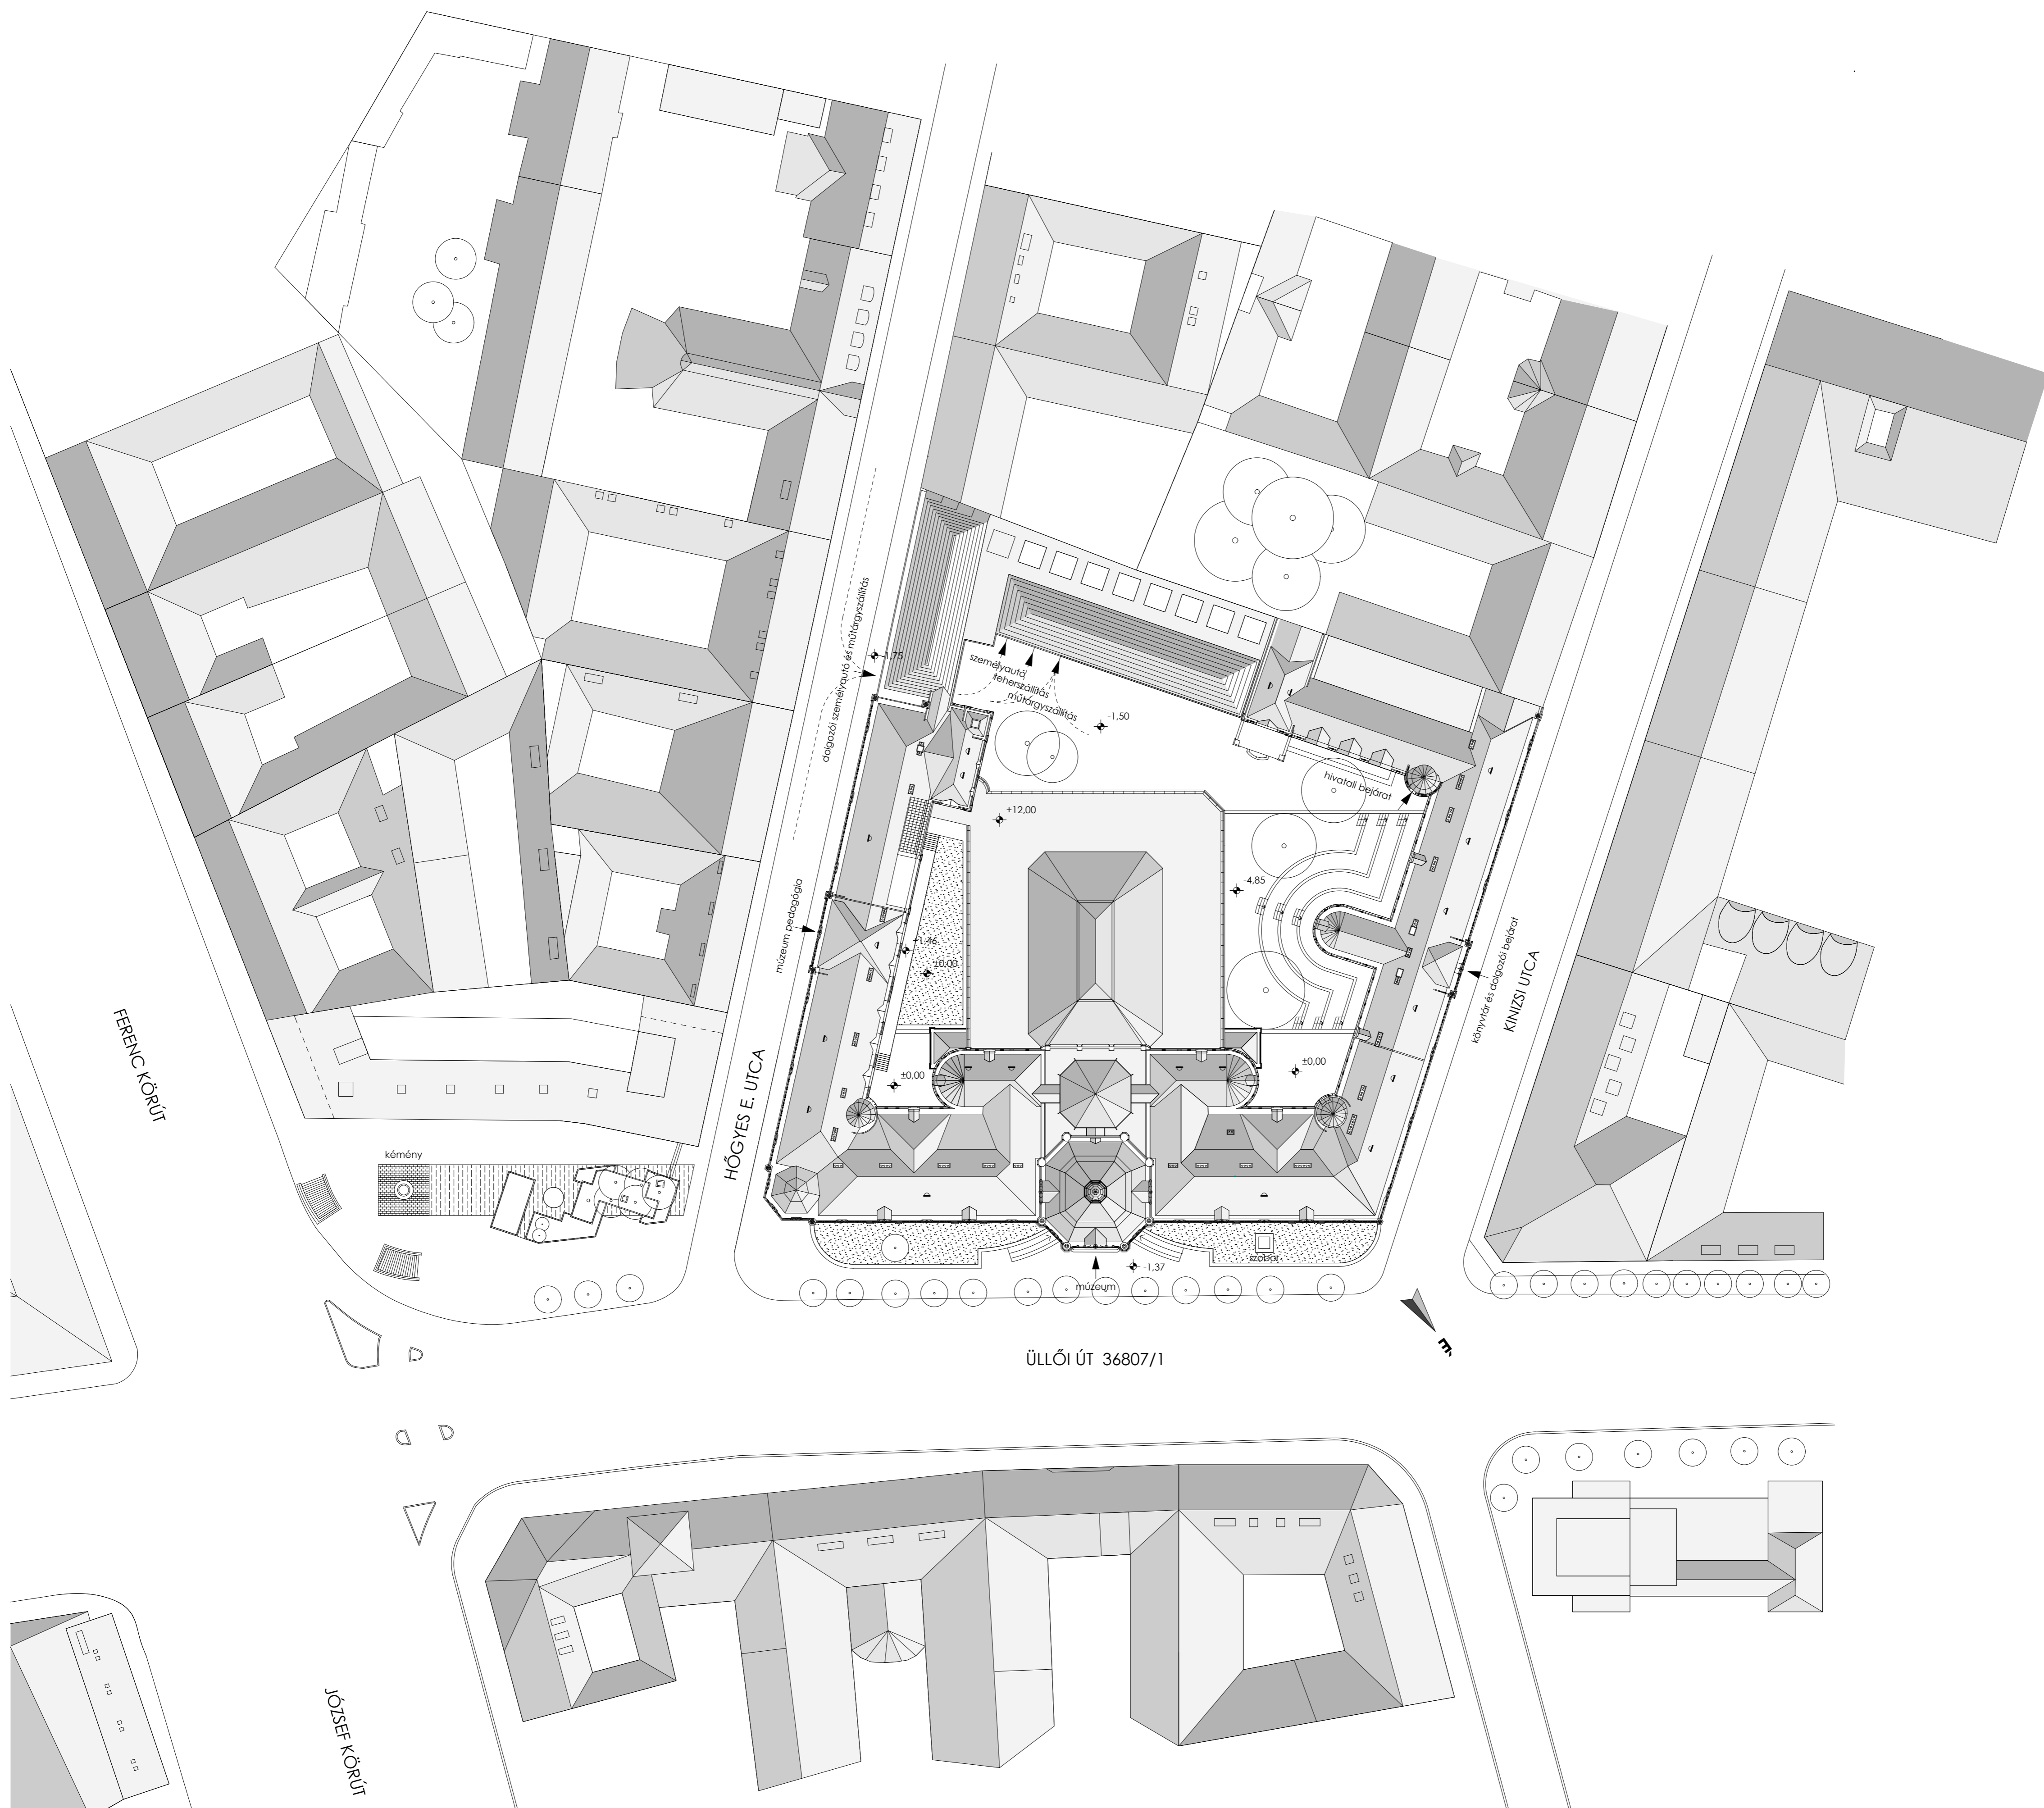 -1,75
dolgozói személyautó és műtárgyszállítás
személyautó
teherszállítás
műtárgyszállítás
-1,50
hivatali bejárat
+12,00
múzeum pedagógia
-4,85
+1,46
±0,00
könyvtár és dolgozói bejárat
KINIZSI UTCA
FERENC KÖRÚT
HŐGYES E. UTCA
±0,00
±0,00
kémény
szobor
-1,37
múzeum
É
ÜLLŐI ÚT 36807/1
JÓZSEF KÖRÚT